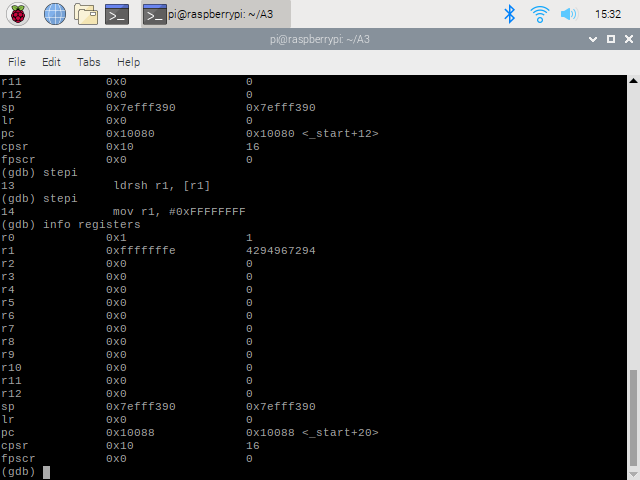 pi@raspberrypi: ~/A3
15:32
pi@raspberrypi: ~/A3
File Edit Tabs Help
r11 0x0 0
r12 0x0 0
sp 0x7efff390 0x7efff390
lr 0x0 0
pc 0x10080 0x10080 <_start+12>
cpsr 0x10 16
fpscr 0x0 0
(gdb) stepi
13 ldrsh r1, [r1]
(gdb) stepi
14 mov r1, #0xFFFFFFFF
(gdb) info registers
r0 0x1 1
r1 0xfffffffe 4294967294
r2 0x0 0
r3 0x0 0
r4 0x0 0
r5 0x0 0
r6 0x0 0
r7 0x0 0
r8 0x0 0
r9 0x0 0
r10 0x0 0
r11 0x0 0
r12 0x0 0
sp 0x7efff390 0x7efff390
lr 0x0 0
pc 0x10088 0x10088 <_start+20>
cpsr 0x10 16
fpscr 0x0 0
(gdb)